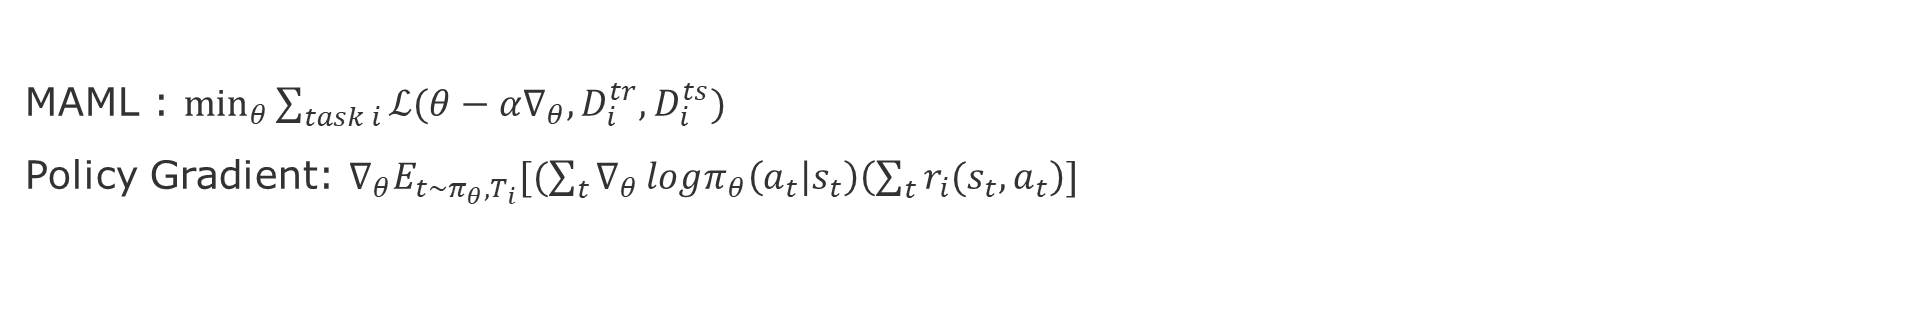 MAML : min_θ ∑_{task i} ℒ(θ − α∇_θ, D_i^{tr}, D_i^{ts})
Policy Gradient: ∇_θ E_{t~π_θ,T_i}[(∑_t ∇_θ logπ_θ(a_t|s_t)(∑_t r_i(s_t, a_t)]